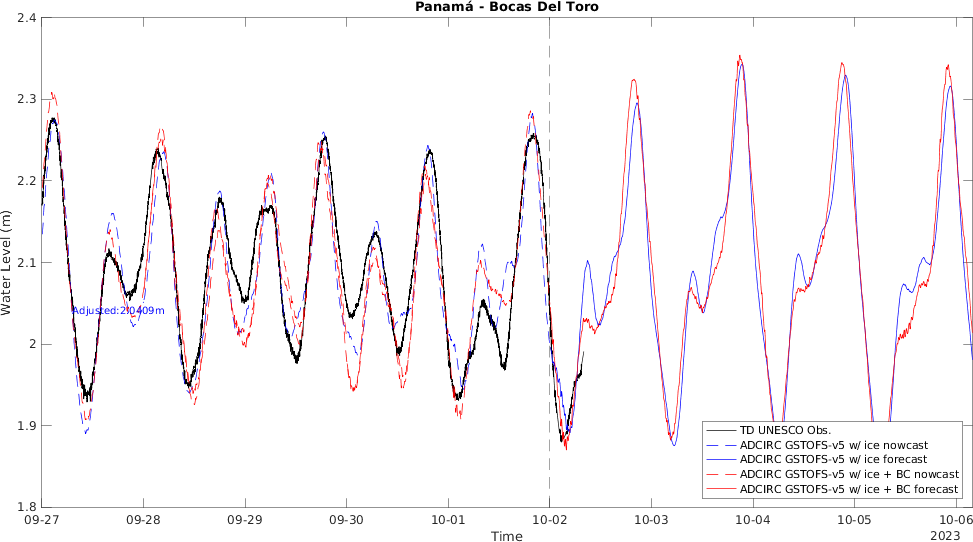 Panamá - Bocas Del Toro
Water Level (m)
2.4
2.3
2.2
2.1
2
1.9
1.8
Adjusted:2.0409m
TD UNESCO Obs.
ADCIRC GSTOFS-v5 w/ ice nowcast
ADCIRC GSTOFS-v5 w/ ice forecast
ADCIRC GSTOFS-v5 w/ ice + BC nowcast
ADCIRC GSTOFS-v5 w/ ice + BC forecast
09-27 09-28 09-29 09-30 10-01 10-02 10-03 10-04 10-05 10-06
Time
2023